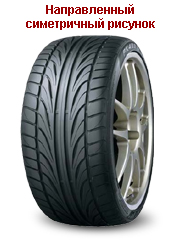 Направленный
симетричный рисунок